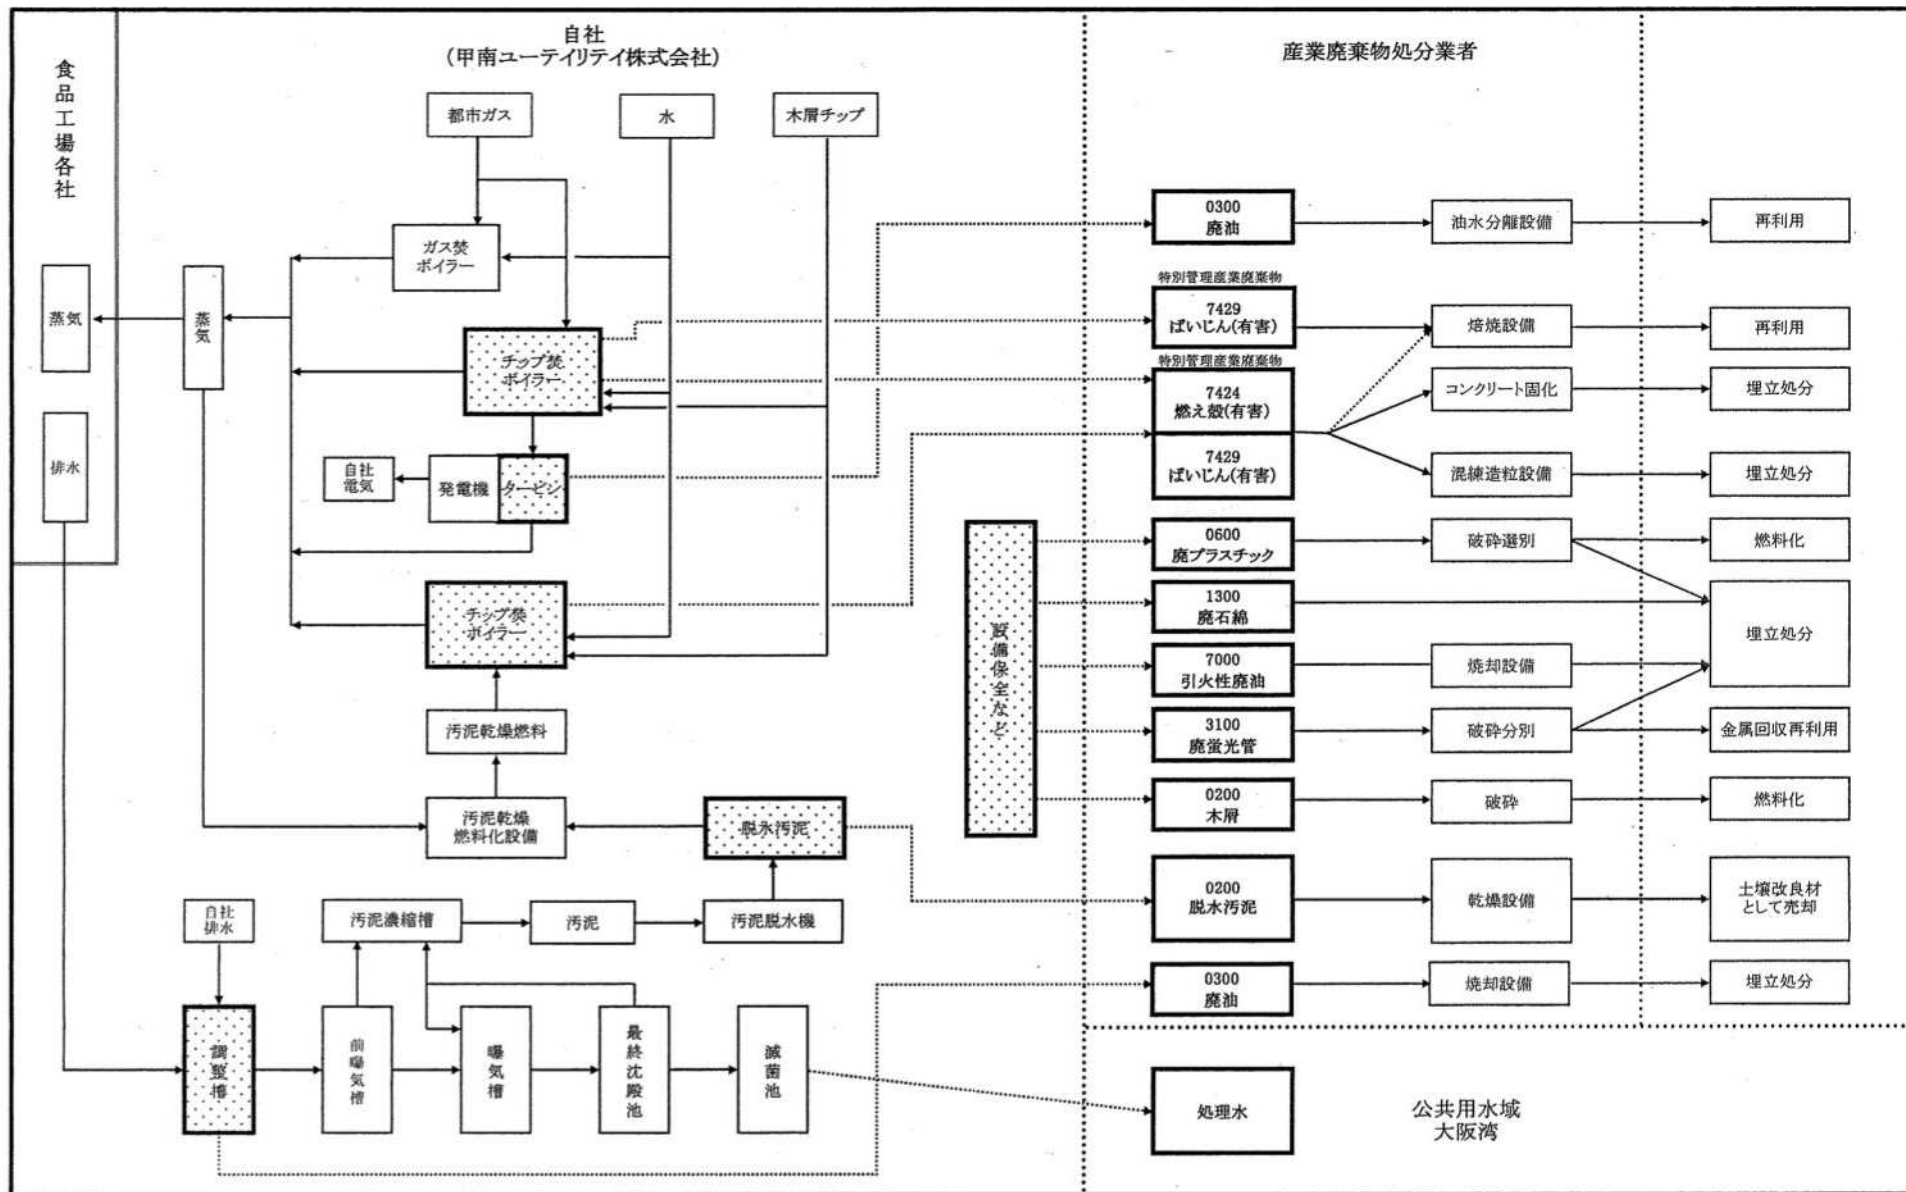 自社
(甲南ユーテイリテイ株式会社)
産業廃棄物処分業者
食品工場各社
都市ガス
水
木屑チップ
ガス焚
ボイラー
蒸気
蒸気
チップ焚
ボイラー
排水
自社
電気
発電機
タービン
チップ焚
ボイラー
汚泥乾燥燃料
汚泥乾燥
燃料化設備
脱水汚泥
自社
排水
汚泥濃縮槽
汚泥
汚泥脱水機
調整槽
前曝気槽
曝気槽
最終沈殿池
滅菌池
設備保全など
0300
廃油
油水分離設備
再利用
特別管理産業廃棄物
7429
ばいじん(有害)
焙焼設備
再利用
特別管理産業廃棄物
7424
燃え殻(有害)
コンクリート固化
埋立処分
7429
ばいじん(有害)
混練造粒設備
埋立処分
0600
廃プラスチック
破砕選別
燃料化
1300
廃石綿
埋立処分
7000
引火性廃油
焼却設備
3100
廃蛍光管
破砕分別
金属回収再利用
0200
木屑
破砕
燃料化
0200
脱水汚泥
乾燥設備
土壌改良材
として売却
0300
廃油
焼却設備
埋立処分
処理水
公共用水域
大阪湾